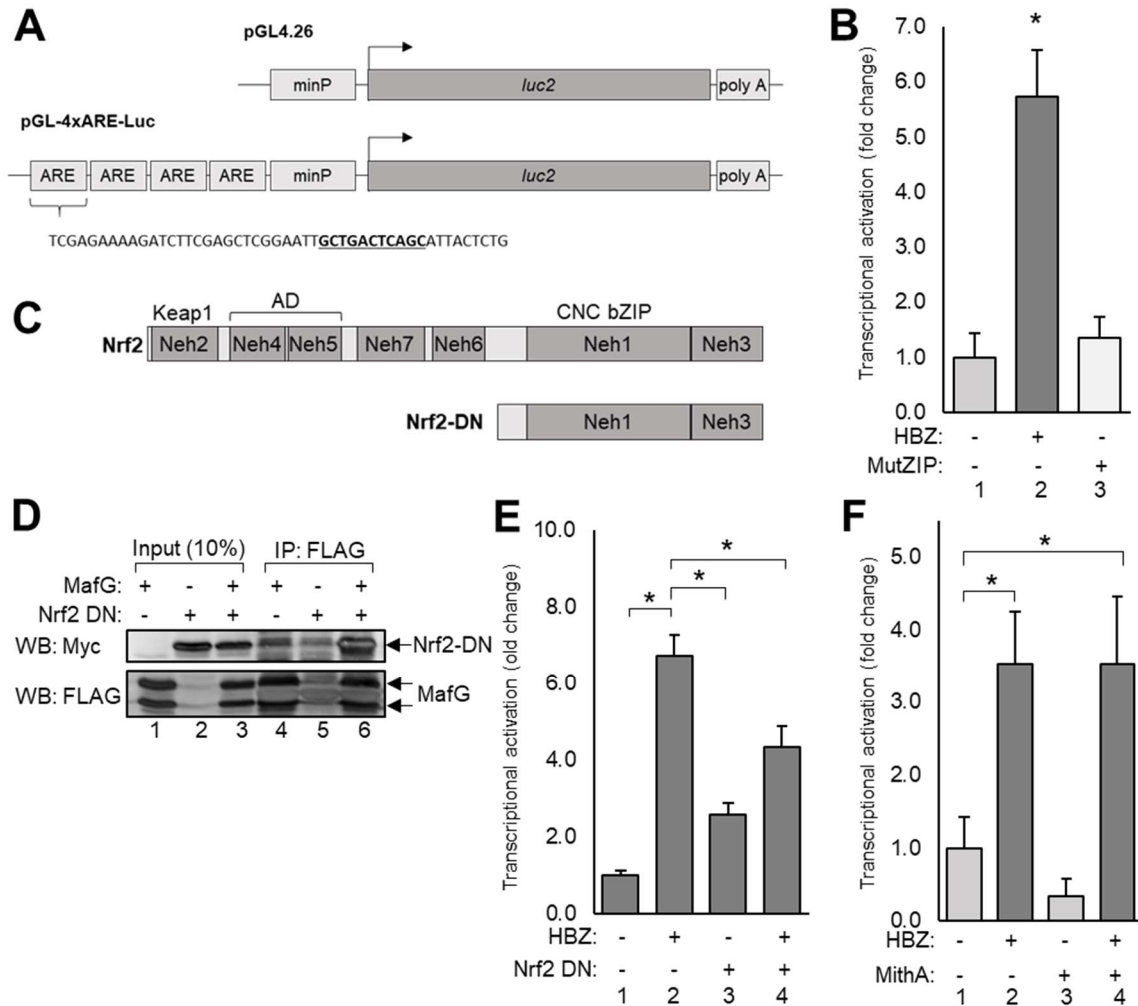 A
pGL4.26
minP luc2 poly A
pGL-4xARE-Luc
ARE ARE ARE ARE minP luc2 poly A
TCGAGAAAAGATCTTCGAGCTCGGAATTGCTGACTCAGCATTACTCTG
B
Transcriptional activation (fold change)
7.0
6.0
5.0
4.0
3.0
2.0
1.0
0.0
*
HBZ: - + -
MutZIP: - - +
1 2 3
C
Keap1 AD CNC bZIP
Nrf2 Neh2 Neh4 Neh5 Neh7 Neh6 Neh1 Neh3
Nrf2-DN Neh1 Neh3
D
Input (10%) IP: FLAG
MafG: + - + + - +
Nrf2 DN: - + + - + +
WB: Myc Nrf2-DN
WB: FLAG MafG
1 2 3 4 5 6
E
Transcriptional activation (old change)
10.0
8.0
6.0
4.0
2.0
0.0
* * *
HBZ: - + - +
Nrf2 DN: - - + +
1 2 3 4
F
Transcriptional activation (fold change)
5.0
4.0
3.0
2.0
1.0
0.0
* *
HBZ: - + - +
MithA: - - + +
1 2 3 4